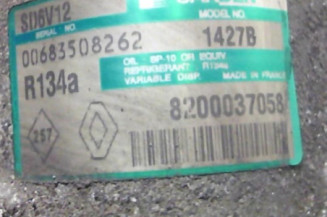 SD6V12 SANDEN
SERIAL NO. MODEL NO.
00683508262 1427B
R134a OIL SP-10 OR EQUIV
REFRIGERANT R134a
VARIABLE DISP. MADE IN FRANCE
257 8200037058